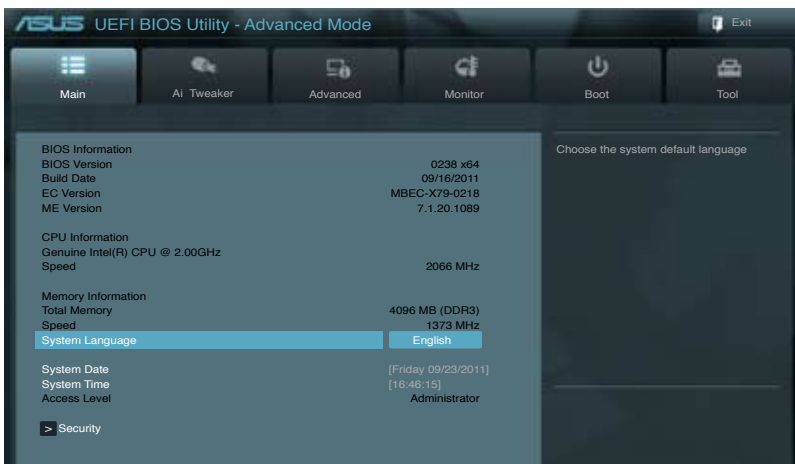 ASUS UEFI BIOS Utility - Advanced Mode
Exit
Main
Ai Tweaker
Advanced
Monitor
Boot
Tool
Choose the system default language
BIOS Information
BIOS Version 0238 x64
Build Date 09/16/2011
EC Version MBEC-X79-0218
ME Version 7.1.20.1089
CPU Information
Genuine Intel(R) CPU @ 2.00GHz
Speed 2066 MHz
Memory Information
Total Memory 4096 MB (DDR3)
Speed 1373 MHz
System Language English
System Date [Friday 09/23/2011]
System Time [16:46:15]
Access Level Administrator
> Security